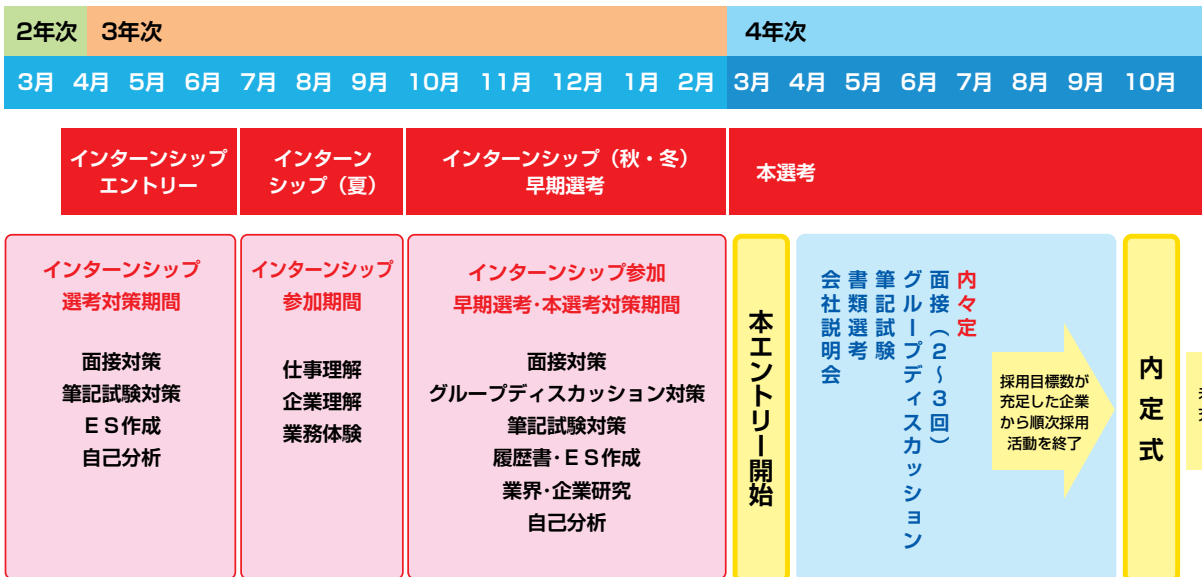 2年次 3年次 4年次
3月 4月 5月 6月 7月 8月 9月 10月 11月 12月 1月 2月 3月 4月 5月 6月 7月 8月 9月 10月
インターンシップ
エントリー
インターン
シップ（夏）
インターンシップ（秋・冬）
早期選考
本選考
インターンシップ
選考対策期間
面接対策
筆記試験対策
ＥＳ作成
自己分析
インターンシップ
参加期間
仕事理解
企業理解
業務体験
インターンシップ参加
早期選考･本選考対策期間
面接対策
グループディスカッション対策
筆記試験対策
履歴書･ＥＳ作成
業界･企業研究
自己分析
本エントリー開始
会社説明会
書類選考
筆記試験
グループディスカッション
面接（２～３回）
内々定
採用目標数が
充足した企業
から順次採用
活動を終了
内定式